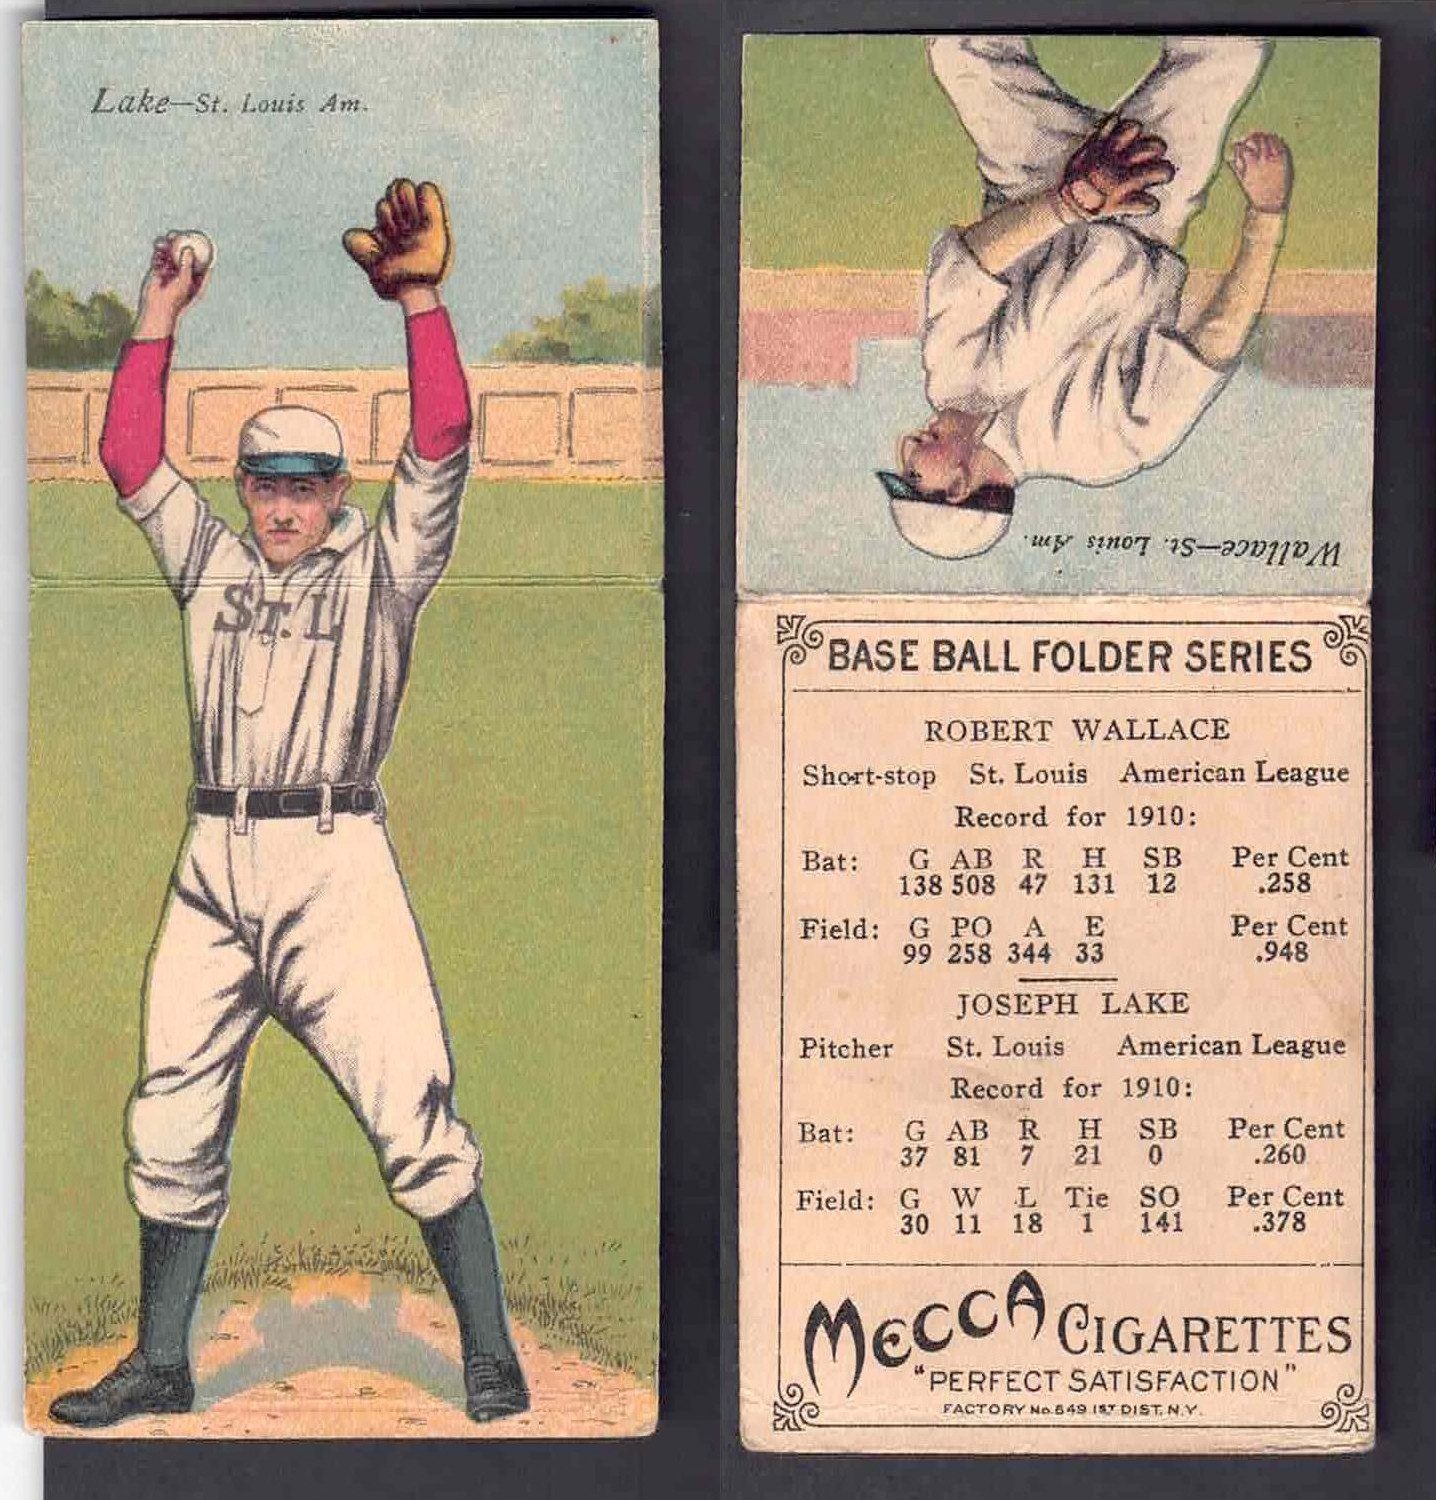 Lake—St. Louis Am.
ST. L
Wallace—St. Louis Am.
BASE BALL FOLDER SERIES
ROBERT WALLACE
Short-stop St. Louis American League
Record for 1910:
Bat: G AB R H SB Per Cent
138 508 47 131 12 .258
Field: G PO A E Per Cent
99 258 344 33 .948
JOSEPH LAKE
Pitcher St. Louis American League
Record for 1910:
Bat: G AB R H SB Per Cent
37 81 7 21 0 .260
Field: G W L Tie SO Per Cent
30 11 18 1 141 .378
MECCA CIGARETTES
"PERFECT SATISFACTION"
FACTORY No. 649 1ST DIST. N.Y.